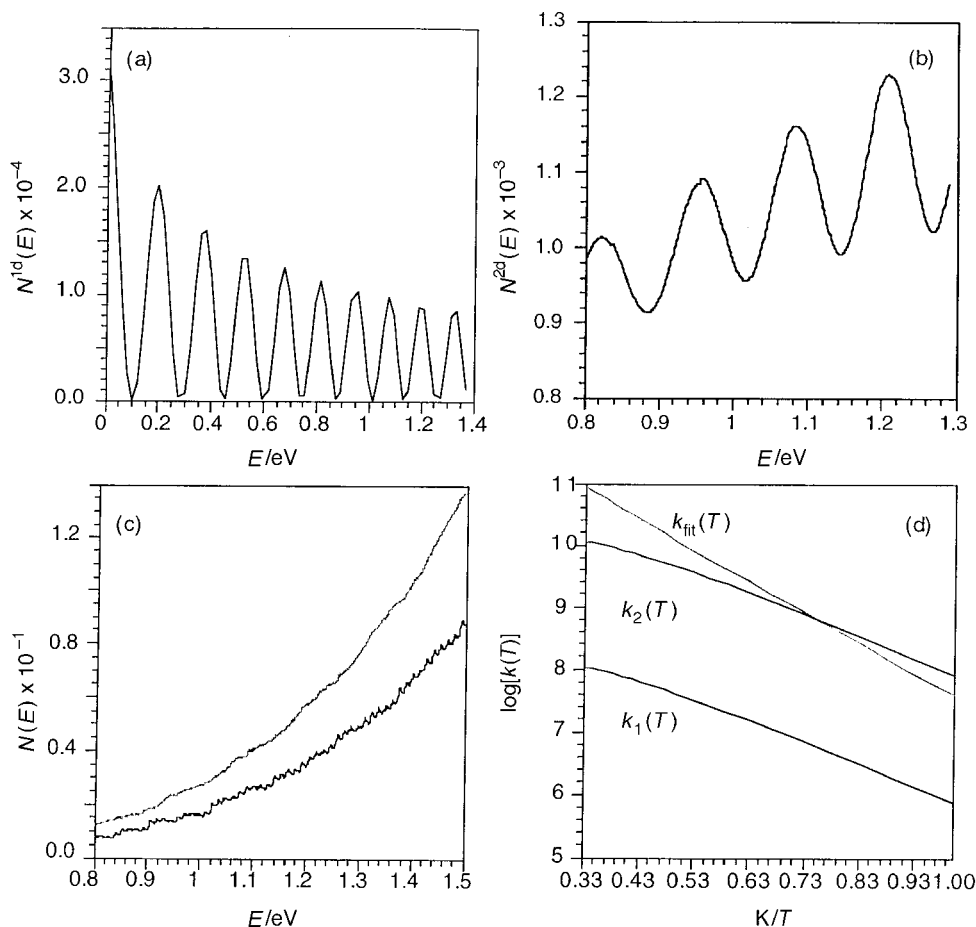 (a)
3.0
2.0
1.0
0.0
N^{1d}(E) x 10^{-4}
0 0.2 0.4 0.6 0.8 1.0 1.2 1.4
E/eV
(b)
1.3
1.2
1.1
1.0
0.9
0.8
N^{2d}(E) x 10^{-3}
0.8 0.9 1 1.1 1.2 1.3
E/eV
(c)
1.2
0.8
0.4
0.0
N(E) x 10^{-1}
0.8 0.9 1 1.1 1.2 1.3 1.4 1.5
E/eV
(d)
11
10
9
8
7
6
5
log[k(T)]
k_{fit}(T)
k_2(T)
k_1(T)
0.33 0.43 0.53 0.63 0.73 0.83 0.93 1.00
K/T